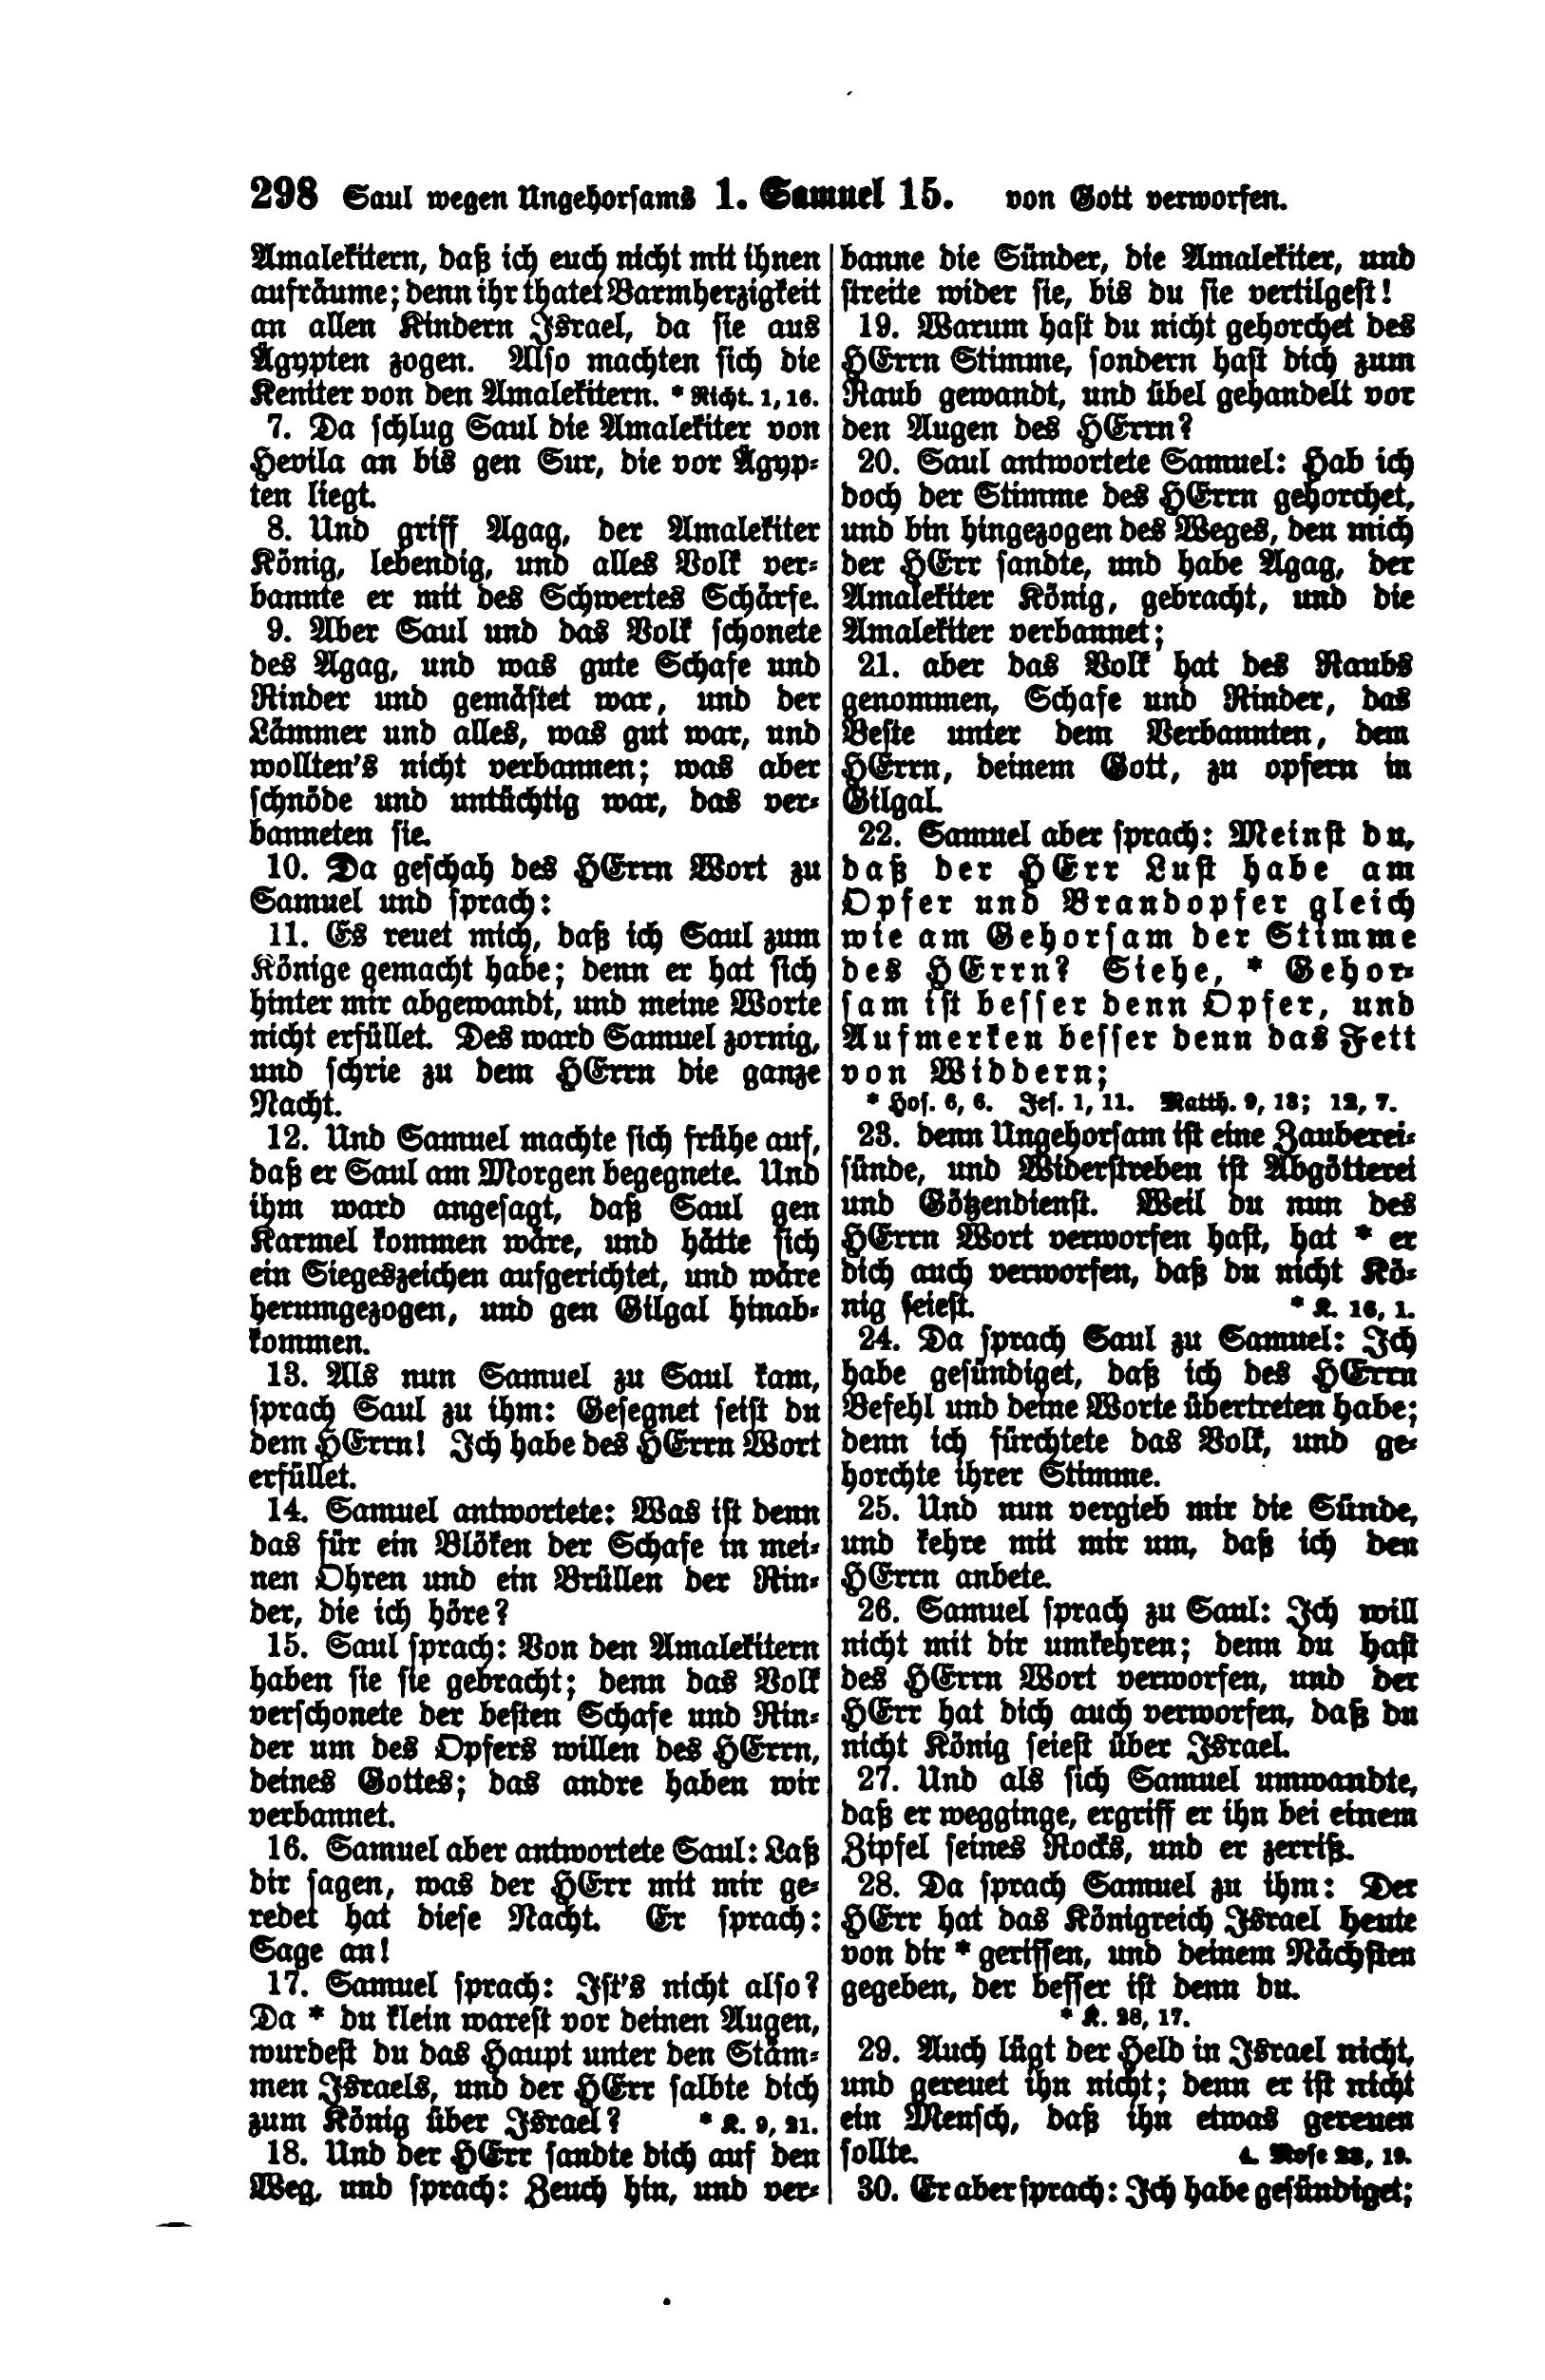 298 Saul wegen Ungehorsams 1. Samuel 15. von Gott verworfen.
Amalekitern, daß ich euch nicht mit ihnen
aufräume; denn ihr thatet Barmherzigkeit
an allen Kindern Israel, da sie aus
Ägypten zogen. Also machten sich die
Keniter von den Amalekitern. * Richt. 1, 16.
7. Da schlug Saul die Amalekiter von
Hevila an bis gen Sur, die vor Ägyp-
ten liegt.
8. Und griff Agag, der Amalekiter
König, lebendig, und alles Volk ver-
bannte er mit des Schwertes Schärfe.
9. Aber Saul und das Volk schonete
des Agag, und was gute Schafe und
Rinder und gemästet war, und der
Lämmer und alles, was gut war, und
wollten's nicht verbannen; was aber
schnöde und untüchtig war, das ver-
banneten sie.
10. Da geschah des HErrn Wort zu
Samuel und sprach:
11. Es reuet mich, daß ich Saul zum
Könige gemacht habe; denn er hat sich
hinter mir abgewandt, und meine Worte
nicht erfüllet. Des ward Samuel zornig,
und schrie zu dem HErrn die ganze
Nacht.
12. Und Samuel machte sich frühe auf,
daß er Saul am Morgen begegnete. Und
ihm ward angesagt, daß Saul gen
Karmel kommen wäre, und hätte sich
ein Siegeszeichen aufgerichtet, und wäre
herumgezogen, und gen Gilgal hinab-
kommen.
13. Als nun Samuel zu Saul kam,
sprach Saul zu ihm: Gesegnet seist du
dem HErrn! Ich habe des HErrn Wort
erfüllet.
14. Samuel antwortete: Was ist denn
das für ein Blöken der Schafe in mei-
nen Ohren und ein Brüllen der Rin-
der, die ich höre?
15. Saul sprach: Von den Amalekitern
haben sie sie gebracht; denn das Volk
verschonete der besten Schafe und Rin-
der um des Opfers willen des HErrn,
deines Gottes; das andre haben wir
verbannet.
16. Samuel aber antwortete Saul: Laß
dir sagen, was der HErr mit mir ge-
redet hat diese Nacht. Er sprach:
Sage an!
17. Samuel sprach: Ist's nicht also?
Da * du klein warest vor deinen Augen,
wurdest du das Haupt unter den Stäm-
men Israels, und der HErr salbte dich
zum König über Israel? * K. 9, 21.
18. Und der HErr sandte dich auf den
Weg, und sprach: Zeuch hin, und ver-
banne die Sünder, die Amalekiter, und
streite wider sie, bis du sie vertilgest!
19. Warum hast du nicht gehorchet des
HErrn Stimme, sondern hast dich zum
Raub gewandt, und übel gehandelt vor
den Augen des HErrn?
20. Saul antwortete Samuel: Hab ich
doch der Stimme des HErrn gehorchet,
und bin hingezogen des Weges, den mich
der HErr sandte, und habe Agag, der
Amalekiter König, gebracht, und die
Amalekiter verbannet;
21. aber das Volk hat des Raubs
genommen, Schafe und Rinder, das
Beste unter dem Verbannten, dem
HErrn, deinem Gott, zu opfern in
Gilgal.
22. Samuel aber sprach: Meinst du,
daß der HErr Lust habe am
Opfer und Brandopfer gleich
wie am Gehorsam der Stimme
des HErrn? Siehe, * Gehor-
sam ist besser denn Opfer, und
Aufmerken besser denn das Fett
von Widdern;
* Hos. 6, 6. Jes. 1, 11. Matth. 9, 13; 12, 7.
23. denn Ungehorsam ist eine Zauberei-
sünde, und Widerstreben ist Abgötterei
und Götzendienst. Weil du nun des
HErrn Wort verworfen hast, hat * er
dich auch verworfen, daß du nicht Kö-
nig seiest. * K. 16, 1.
24. Da sprach Saul zu Samuel: Ich
habe gesündiget, daß ich des HErrn
Befehl und deine Worte übertreten habe;
denn ich fürchtete das Volk, und ge-
horchte ihrer Stimme.
25. Und nun vergieb mir die Sünde,
und kehre mit mir um, daß ich den
HErrn anbete.
26. Samuel sprach zu Saul: Ich will
nicht mit dir umkehren; denn du hast
des HErrn Wort verworfen, und der
HErr hat dich auch verworfen, daß du
nicht König seiest über Israel.
27. Und als sich Samuel umwandte,
daß er wegginge, ergriff er ihn bei einem
Zipfel seines Rocks, und er zerriß.
28. Da sprach Samuel zu ihm: Der
HErr hat das Königreich Israel heute
von dir * gerissen, und deinem Nächsten
gegeben, der besser ist denn du.
* K. 28, 17.
29. Auch lügt der Held in Israel nicht,
und gereuet ihn nicht; denn er ist nicht
ein Mensch, daß ihn etwas gereuen
sollte. 4. Mose 23, 19.
30. Er aber sprach: Ich habe gesündiget;